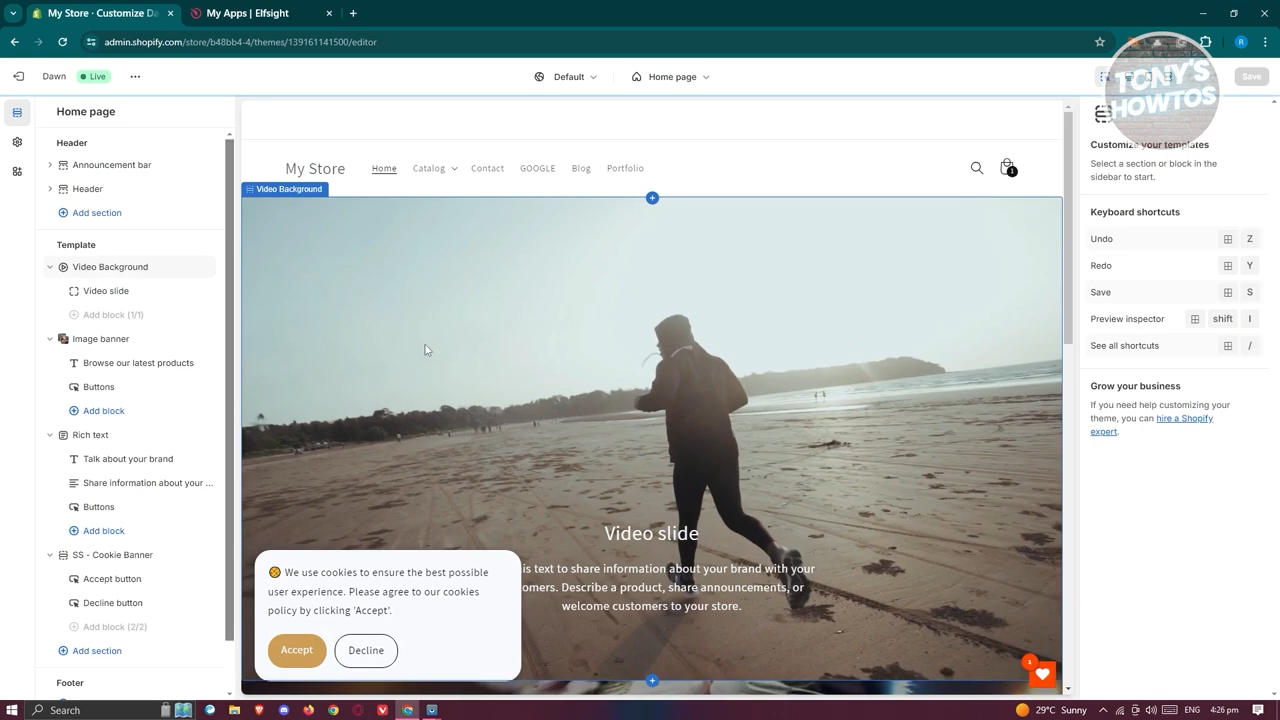 My Store - Customize Da
My Apps | Elfsight
admin.shopify.com/store/b48bb4-4/themes/139161141500/editor
R
Dawn
Live
Default
Home page
Save
TONY'S
HOWTOS
Home page
Header
Announcement bar
Header
Add section
Template
Video Background
Video slide
Add block (1/1)
Image banner
Browse our latest products
Buttons
Add block
Rich text
Talk about your brand
Share information about your ...
Buttons
Add block
SS - Cookie Banner
Accept button
Decline button
Add block (2/2)
Add section
Footer
My Store
Home
Catalog
Contact
GOOGLE
Blog
Portfolio
1
Video Background
Video slide
is text to share information about your brand with your
omers. Describe a product, share announcements, or
welcome customers to your store.
We use cookies to ensure the best possible
user experience. Please agree to our cookies
policy by clicking 'Accept'.
Accept
Decline
1
Customize your templates
Select a section or block in the
sidebar to start.
Keyboard shortcuts
Undo
Z
Redo
Y
Save
S
Preview inspector
shift
I
See all shortcuts
/
Grow your business
If you need help customizing your
theme, you can hire a Shopify
expert.
Search
29°C Sunny
ENG
4:26 pm